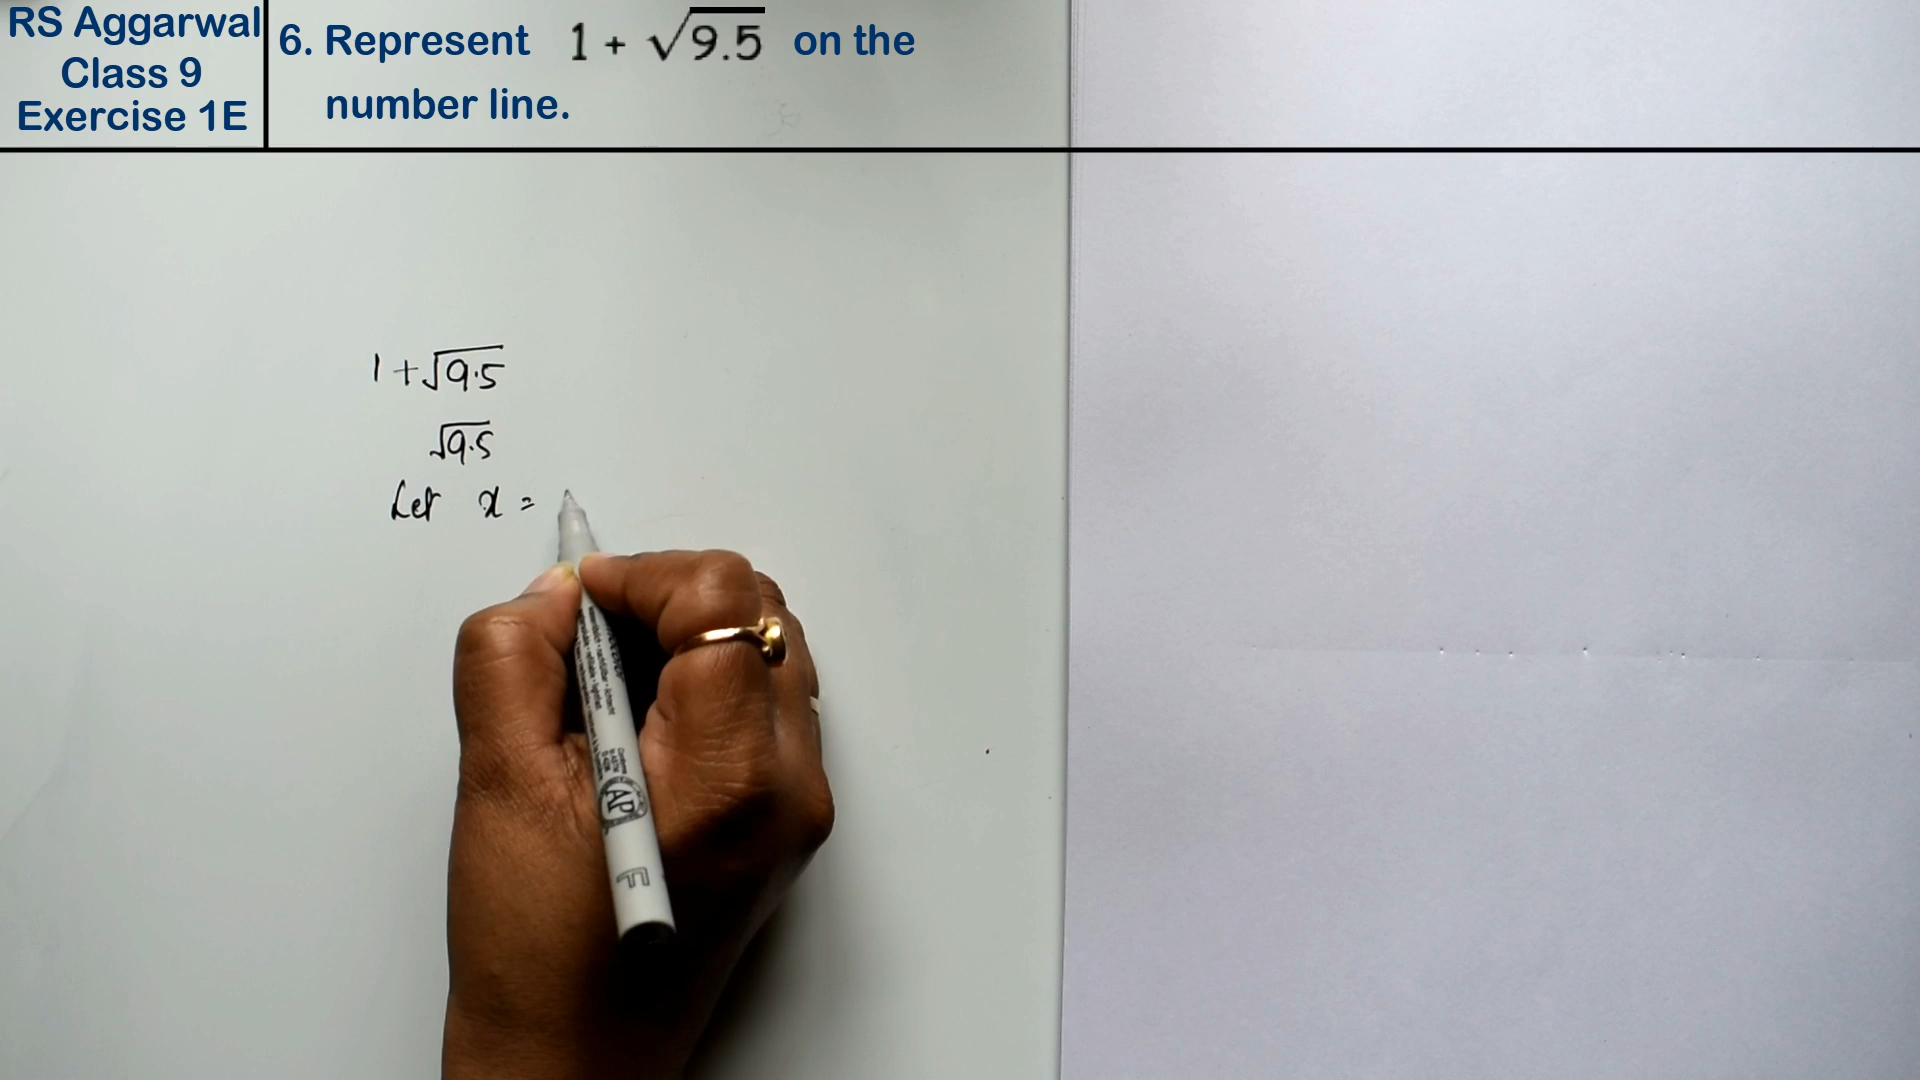 RS Aggarwal
Class 9
Exercise 1E
6. Represent 1 + √9.5 on the
number line.
1 + √9.5
√9.5
Let x =
AP
F